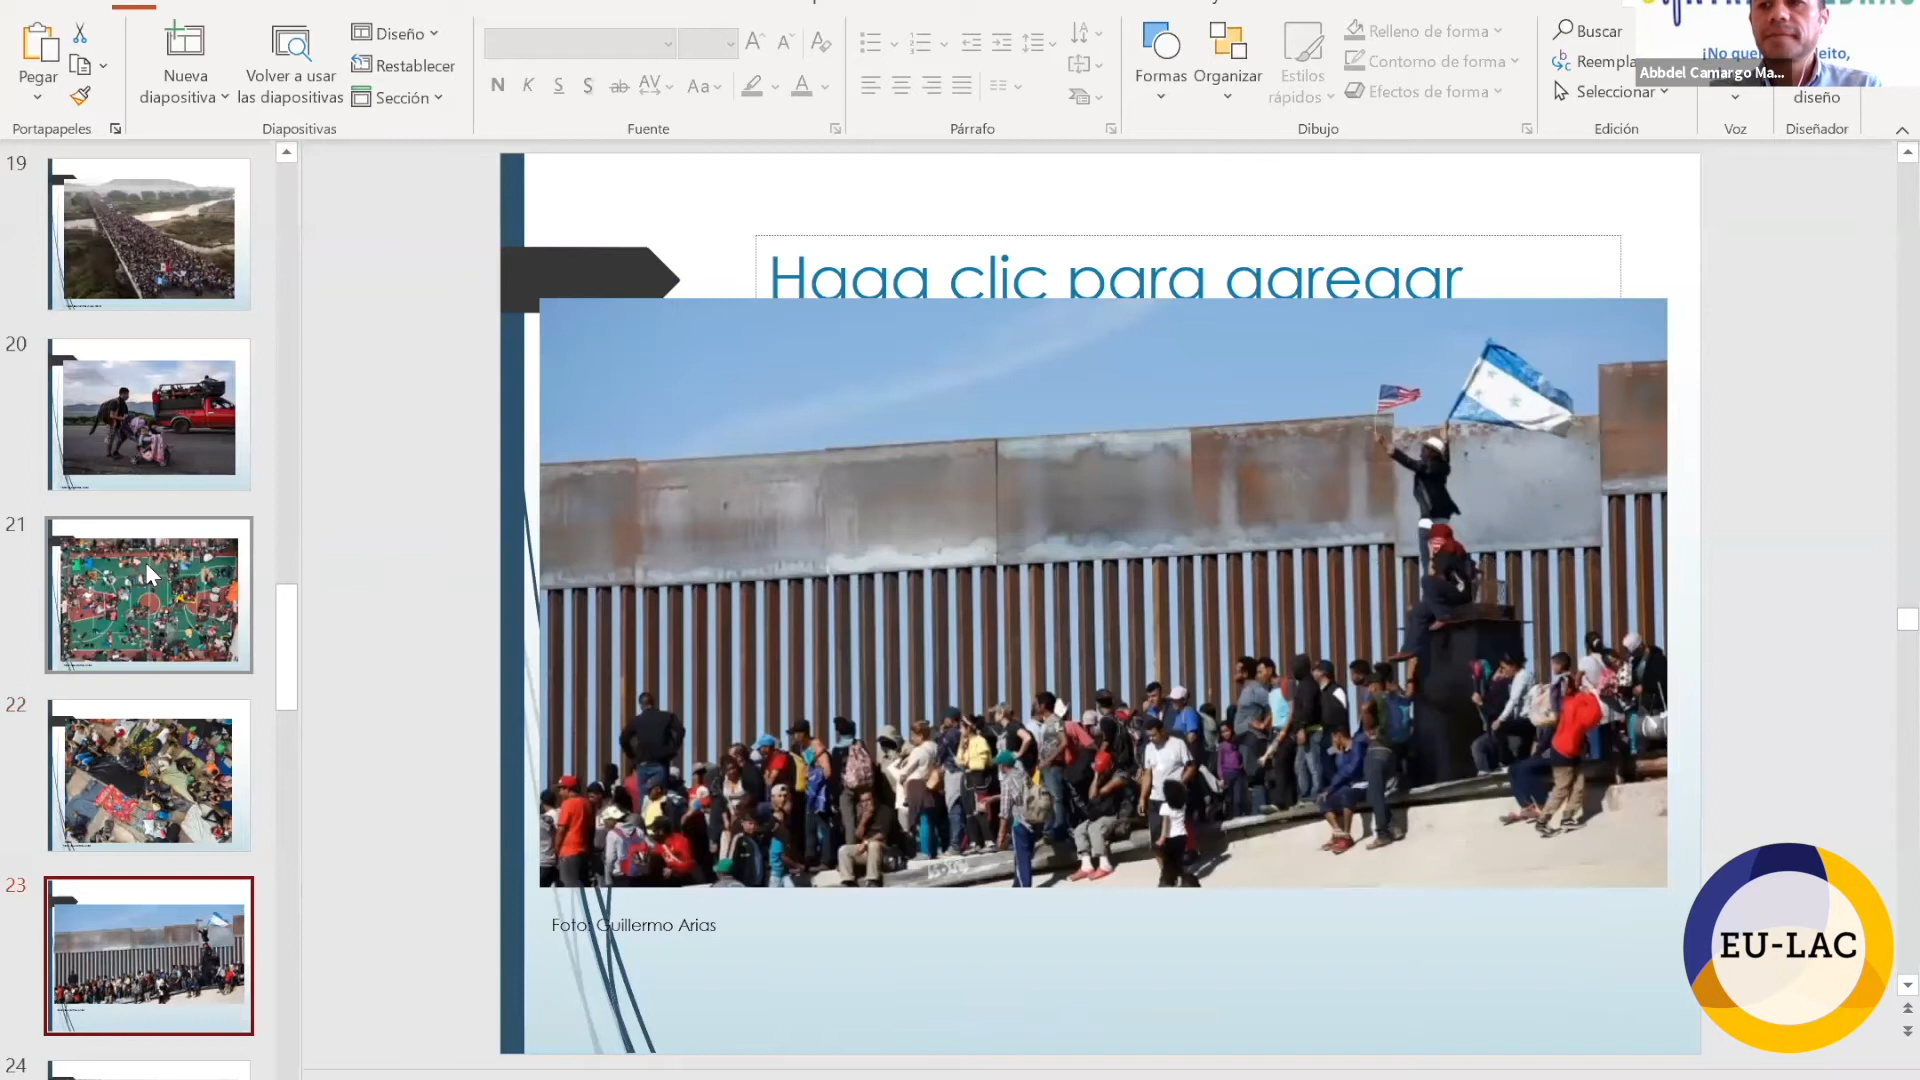 Pegar
Portapapeles
Nueva
diapositiva
Volver a usar
las diapositivas
Diseño
Restablecer
Sección
Diapositivas
N K S S ab AV Aa A
A A A
Fuente
Párrafo
Formas
Organizar
Estilos
rápidos
Relleno de forma
Contorno de forma
Efectos de forma
Dibujo
Buscar
Reempla
Seleccionar
Edición
Voz
diseño
Diseñador
¡No que
eito,
Abbdel Camargo Ma...
19
20
21
22
23
24
Haga clic para agregar
Foto: Guillermo Arias
EU-LAC